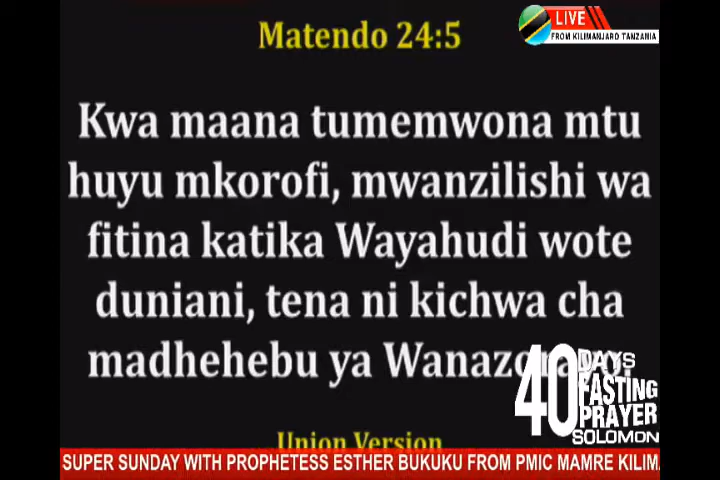 Matendo 24:5
LIVE
FROM KILIMANJARO TANZANIA
Kwa maana tumemwona mtu
huyu mkorofi, mwanzilishi wa
fitina katika Wayahudi wote
duniani, tena ni kichwa cha
madhehebu ya
40 DAYS
FASTING
PRAYER
SOLOMON
Union Version
SUPER SUNDAY WITH PROPHETESS ESTHER BUKUKU FROM PMIC MAMRE